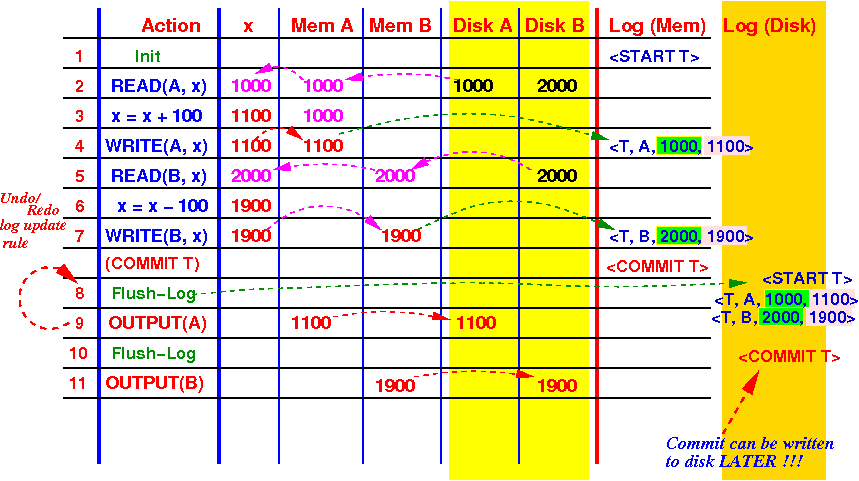 Action x Mem A Mem B Disk A Disk B Log (Mem) Log (Disk)
1 Init <START T>
2 READ(A, x) 1000 1000 1000 2000
3 x = x + 100 1100 1000
4 WRITE(A, x) 1100 1100 <T, A, 1000, 1100>
5 READ(B, x) 2000 2000 2000
6 x = x − 100 1900
7 WRITE(B, x) 1900 1900 <T, B, 2000, 1900>
Undo/
Redo
log update
rule
(COMMIT T) <COMMIT T>
8 Flush−Log <START T>
<T, A, 1000, 1100>
<T, B, 2000, 1900>
9 OUTPUT(A) 1100 1100
10 Flush−Log <COMMIT T>
11 OUTPUT(B) 1900 1900
Commit can be written
to disk LATER !!!